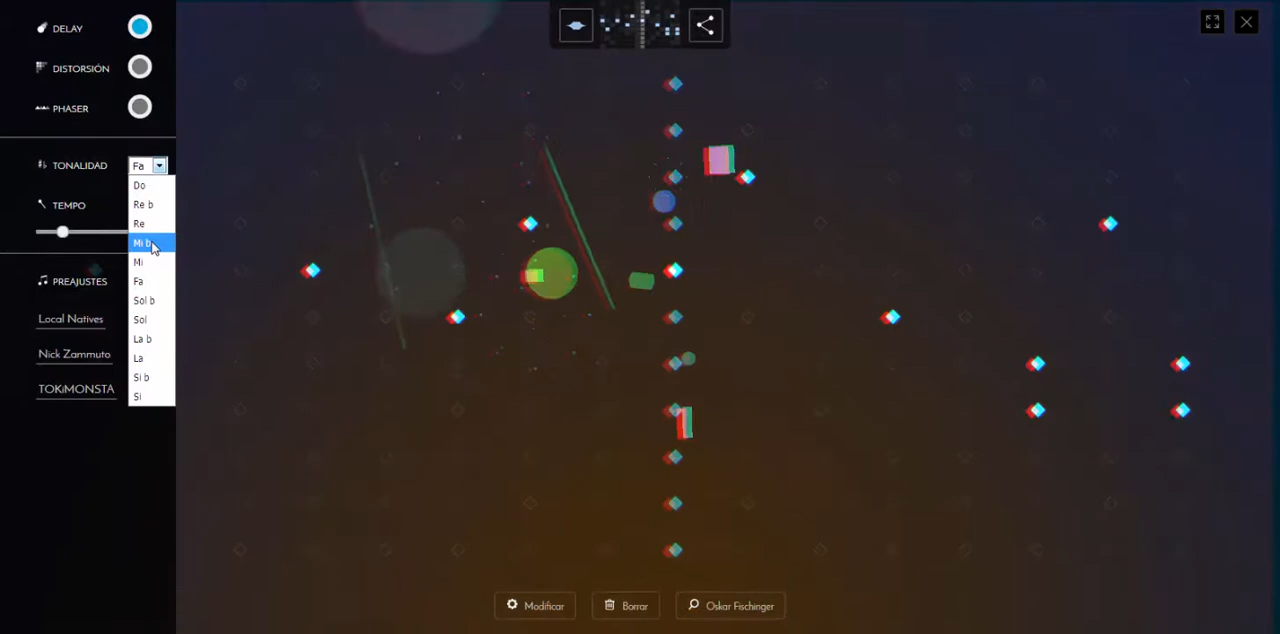 DELAY
DISTORSIÓN
PHASER
TONALIDAD Fa
Do
Re b
TEMPO
Re
Mi b
Mi
PREAJUSTES
Fa
Sol b
Local Natives
Sol
La b
Nick Zammuto
La
Si b
TOKiMONSTA
Si
Modificar Borrar Oskar Fischinger